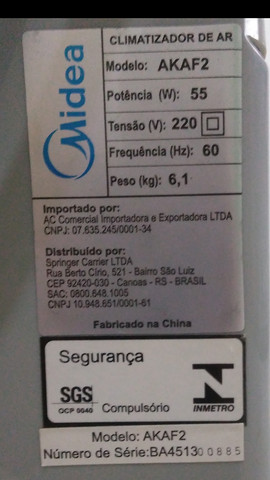 Midea
CLIMATIZADOR DE AR
Modelo: AKAF2
Potência (W): 55
Tensão (V): 220
Frequência (Hz): 60
Peso (kg): 6,1
Importado por:
AC Comercial Importadora e Exportadora LTDA
CNPJ: 07.635.245/0001-34
Distribuído por:
Springer Carrier LTDA
Rua Berto Círio, 521 - Bairro São Luiz
CEP 92420-030 - Canoas - RS - BRASIL
SAC: 0800.648.1005
CNPJ 10.948.651/0001-61
Fabricado na China
Segurança
SGS
OCP 0040
Compulsório
INMETRO
Modelo: AKAF2
Número de Série:BA451300885